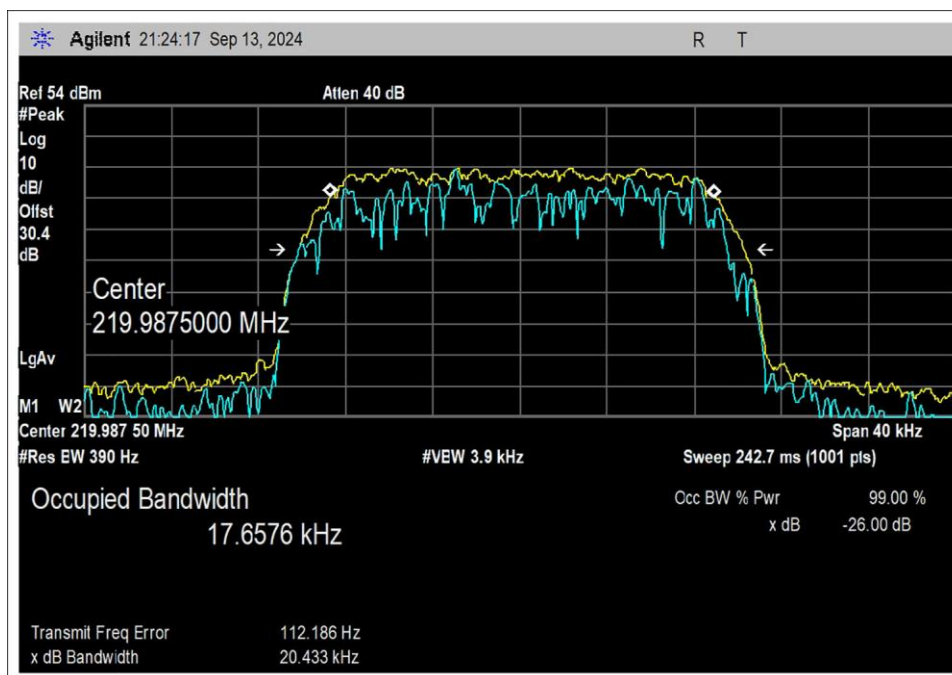 Agilent 21:24:17 Sep 13, 2024 R T
Ref 54 dBm Atten 40 dB
#Peak
Log
10
dB/
Offst
30.4
dB
Center
219.9875000 MHz
LgAv
M1 W2
Center 219.987 50 MHz Span 40 kHz
#Res BW 390 Hz #VBW 3.9 kHz Sweep 242.7 ms (1001 pts)
Occupied Bandwidth Occ BW % Pwr 99.00 %
17.6576 kHz x dB -26.00 dB
Transmit Freq Error 112.186 Hz
x dB Bandwidth 20.433 kHz